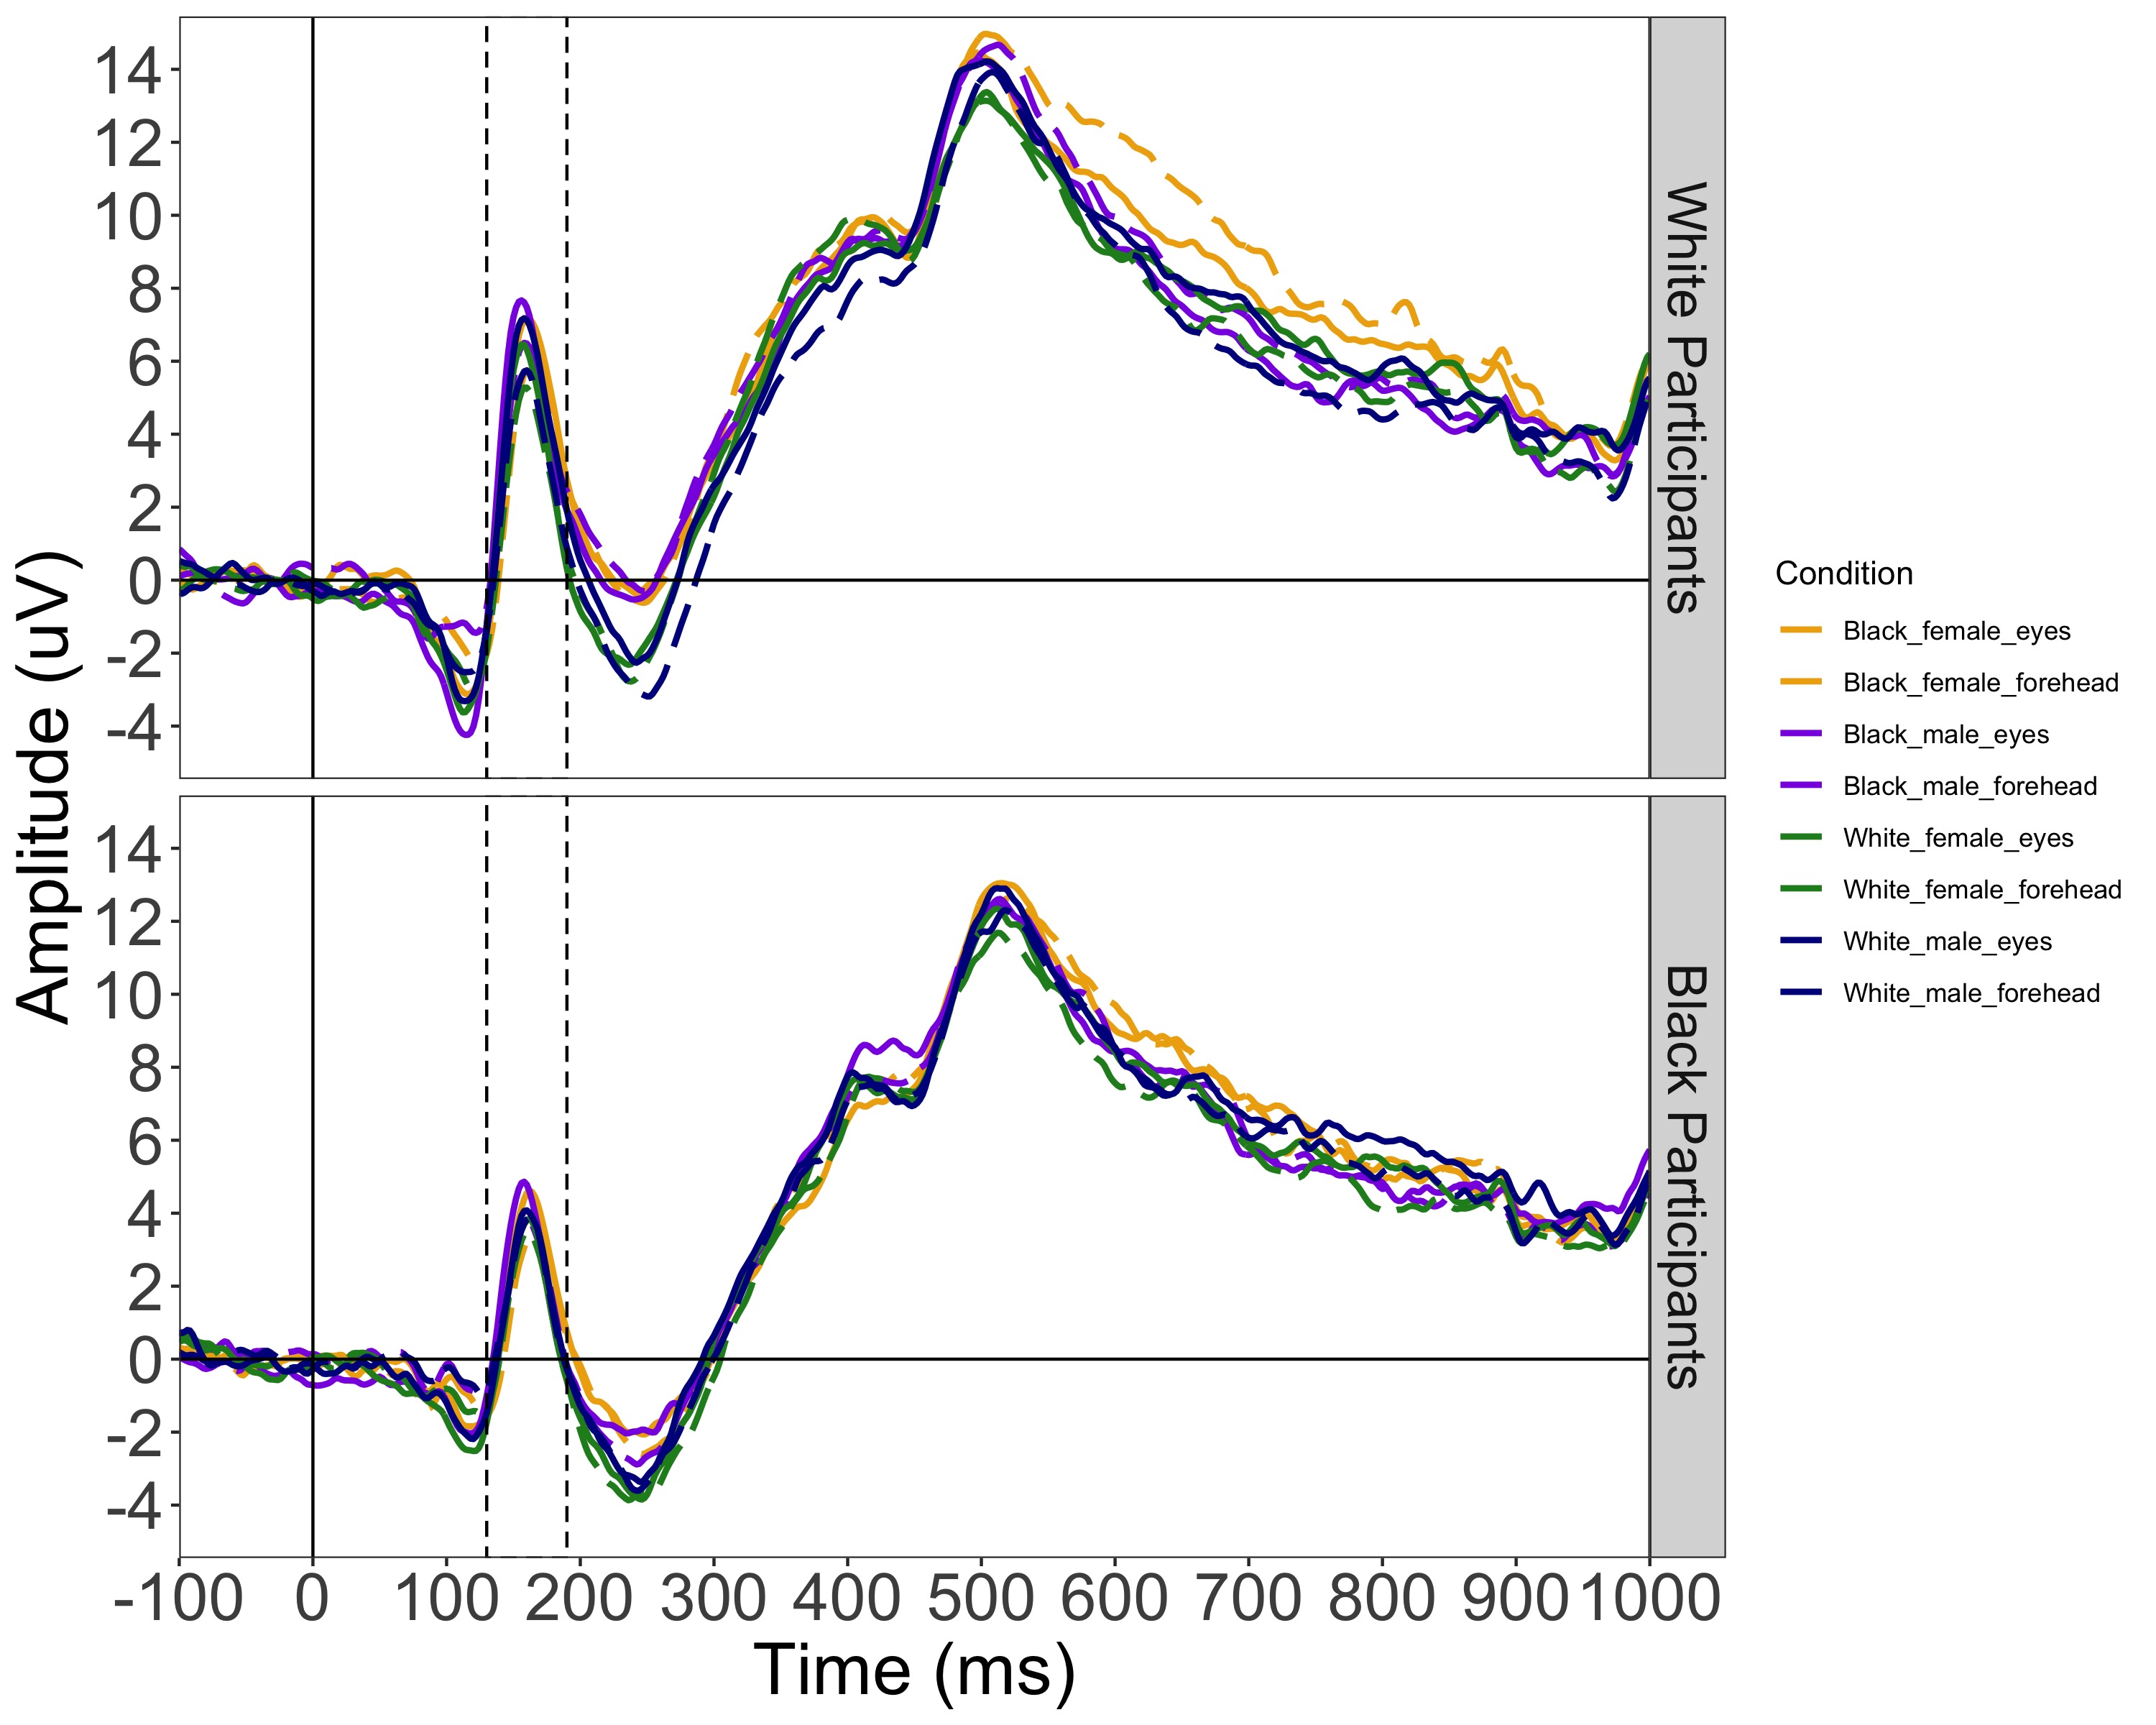 Amplitude (uV)
14
12
10
8
6
4
2
0
-2
-4
White Participants
14
12
10
8
6
4
2
0
-2
-4
Black Participants
-100 0 100 200 300 400 500 600 700 800 900 1000
Time (ms)
Condition
Black_female_eyes
Black_female_forehead
Black_male_eyes
Black_male_forehead
White_female_eyes
White_female_forehead
White_male_eyes
White_male_forehead